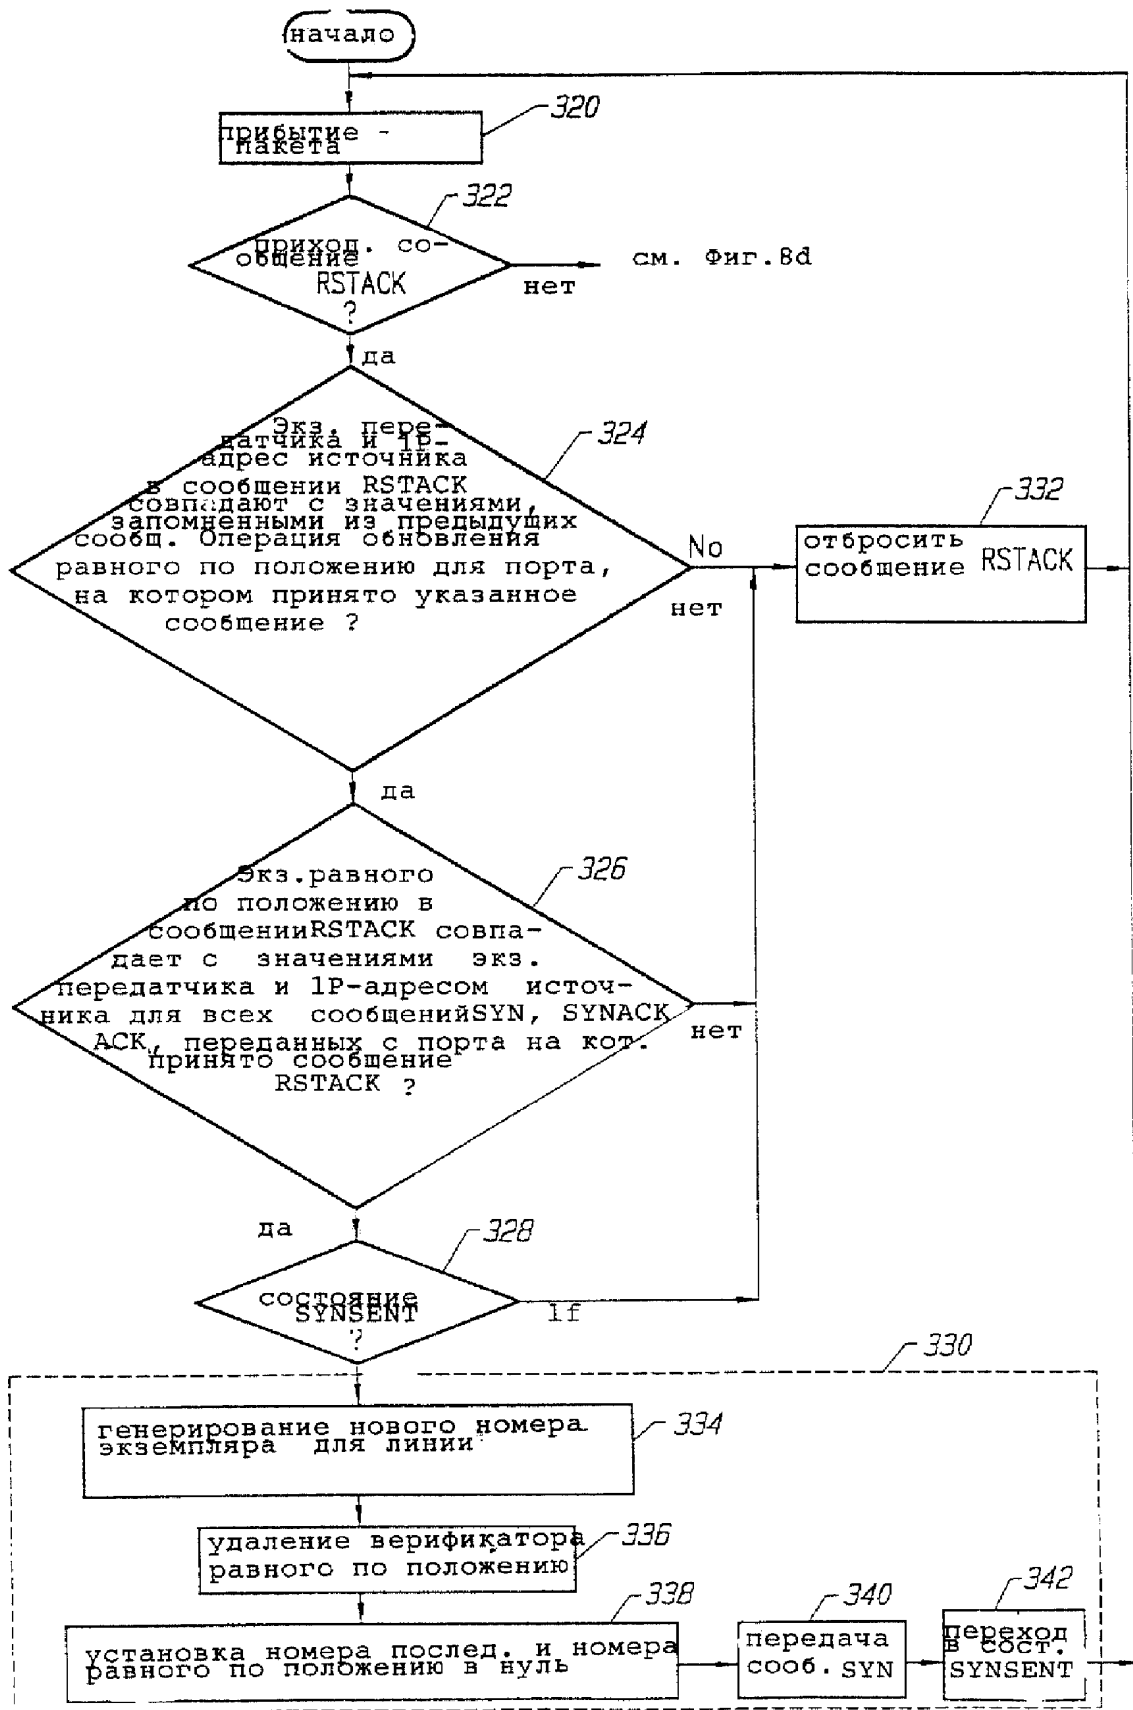 начало
320
прибытие -
пакета
322
приход. со-
общение
RSTACK
?
нет
см. Фиг.8d
да
324
Экз. пере-
датчика и 1Р-
адрес источника
в сообщении RSTACK
совпадают с значениями,
запомненными из предыдущих
сообщ. Операция обновления
равного по положению для порта,
на котором принято указанное
сообщение ?
No
нет
332
отбросить
сообщение RSTACK
да
326
Экз.равного
по положению в
сообщенииRSTACK совпа-
дает с значениями экз.
передатчика и 1Р-адресом источ-
ника для всех сообщенийSYN, SYNACK
ACK, переданных с порта на кот.
принято сообщение
RSTACK ?
нет
да
328
состояние
SYNSENT
?
1f
330
334
генерирование нового номера
экземпляра для линии
336
удаление верификатора
равного по положению
338
установка номера послед. и номера
равного по положению в нуль
340
передача
сооб. SYN
342
переход
в сост.
SYNSENT